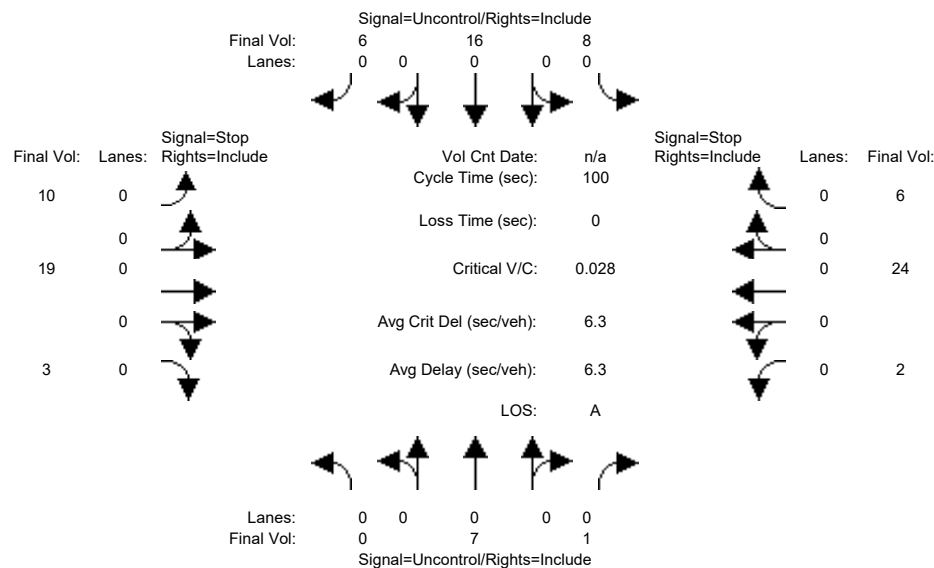 Signal=Uncontrol/Rights=Include
Final Vol: 6 16 8
Lanes: 0 0 0 0 0
Signal=Stop Signal=Stop
Final Vol: Lanes: Rights=Include Vol Cnt Date: n/a Rights=Include Lanes: Final Vol:
Cycle Time (sec): 100
10 0 0 6
Loss Time (sec): 0
0 0
19 0 Critical V/C: 0.028 0 24
0 Avg Crit Del (sec/veh): 6.3 0
3 0 Avg Delay (sec/veh): 6.3 0 2
LOS: A
Lanes: 0 0 0 0 0
Final Vol: 0 7 1
Signal=Uncontrol/Rights=Include